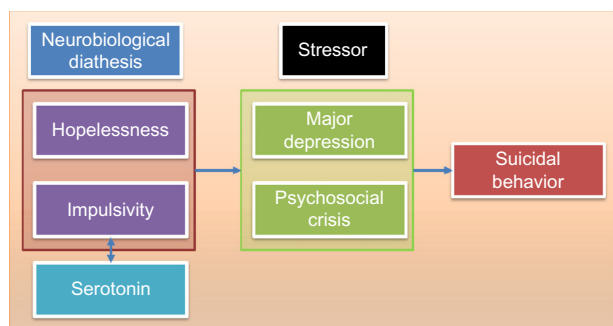 Neurobiological
diathesis
Stressor
Hopelessness
Impulsivity
Serotonin
Major
depression
Psychosocial
crisis
Suicidal
behavior